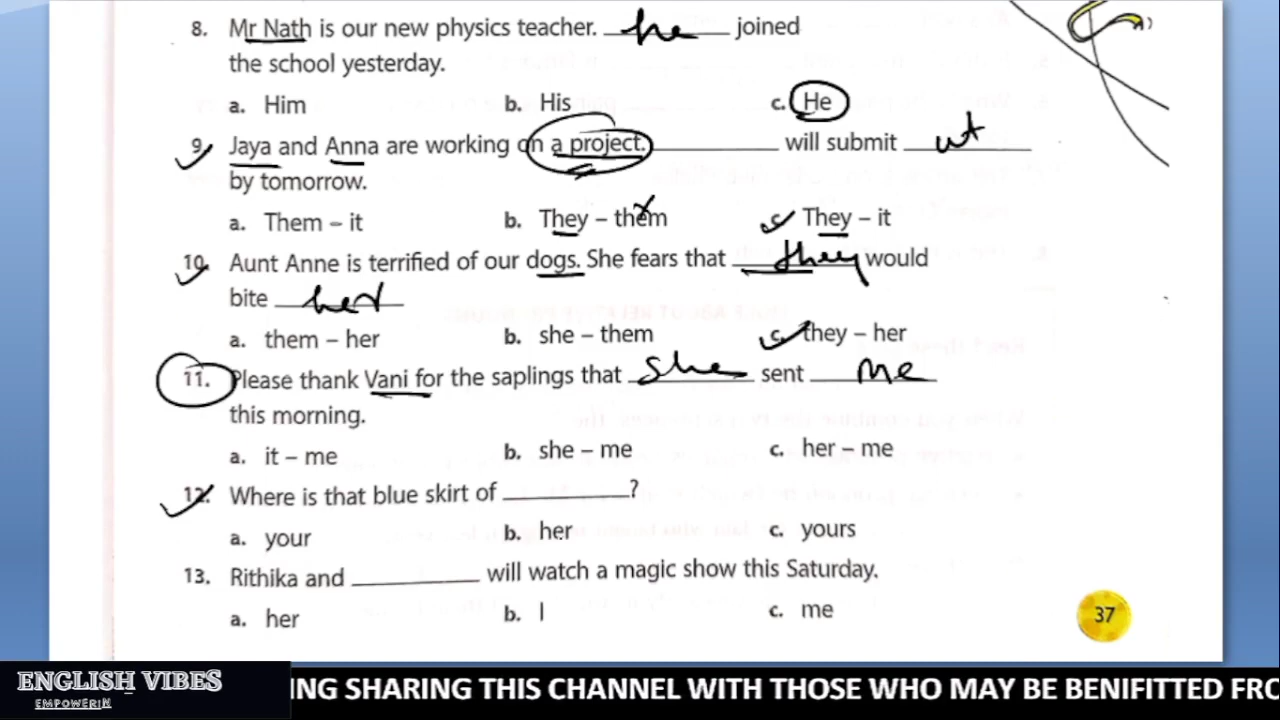 8. Mr Nath is our new physics teacher. he joined
the school yesterday.
a. Him b. His c. He
9. Jaya and Anna are working on a project. ________ will submit it
by tomorrow.
a. Them – it b. They – them c. They – it
10. Aunt Anne is terrified of our dogs. She fears that they would
bite her
a. them – her b. she – them c. they – her
11. Please thank Vani for the saplings that she sent me
this morning.
a. it – me b. she – me c. her – me
12. Where is that blue skirt of ________?
a. your b. her c. yours
13. Rithika and ________ will watch a magic show this Saturday.
a. her b. I c. me
37
ENGLISH VIBES
EMPOWERIN
ING SHARING THIS CHANNEL WITH THOSE WHO MAY BE BENIFITTED FRO